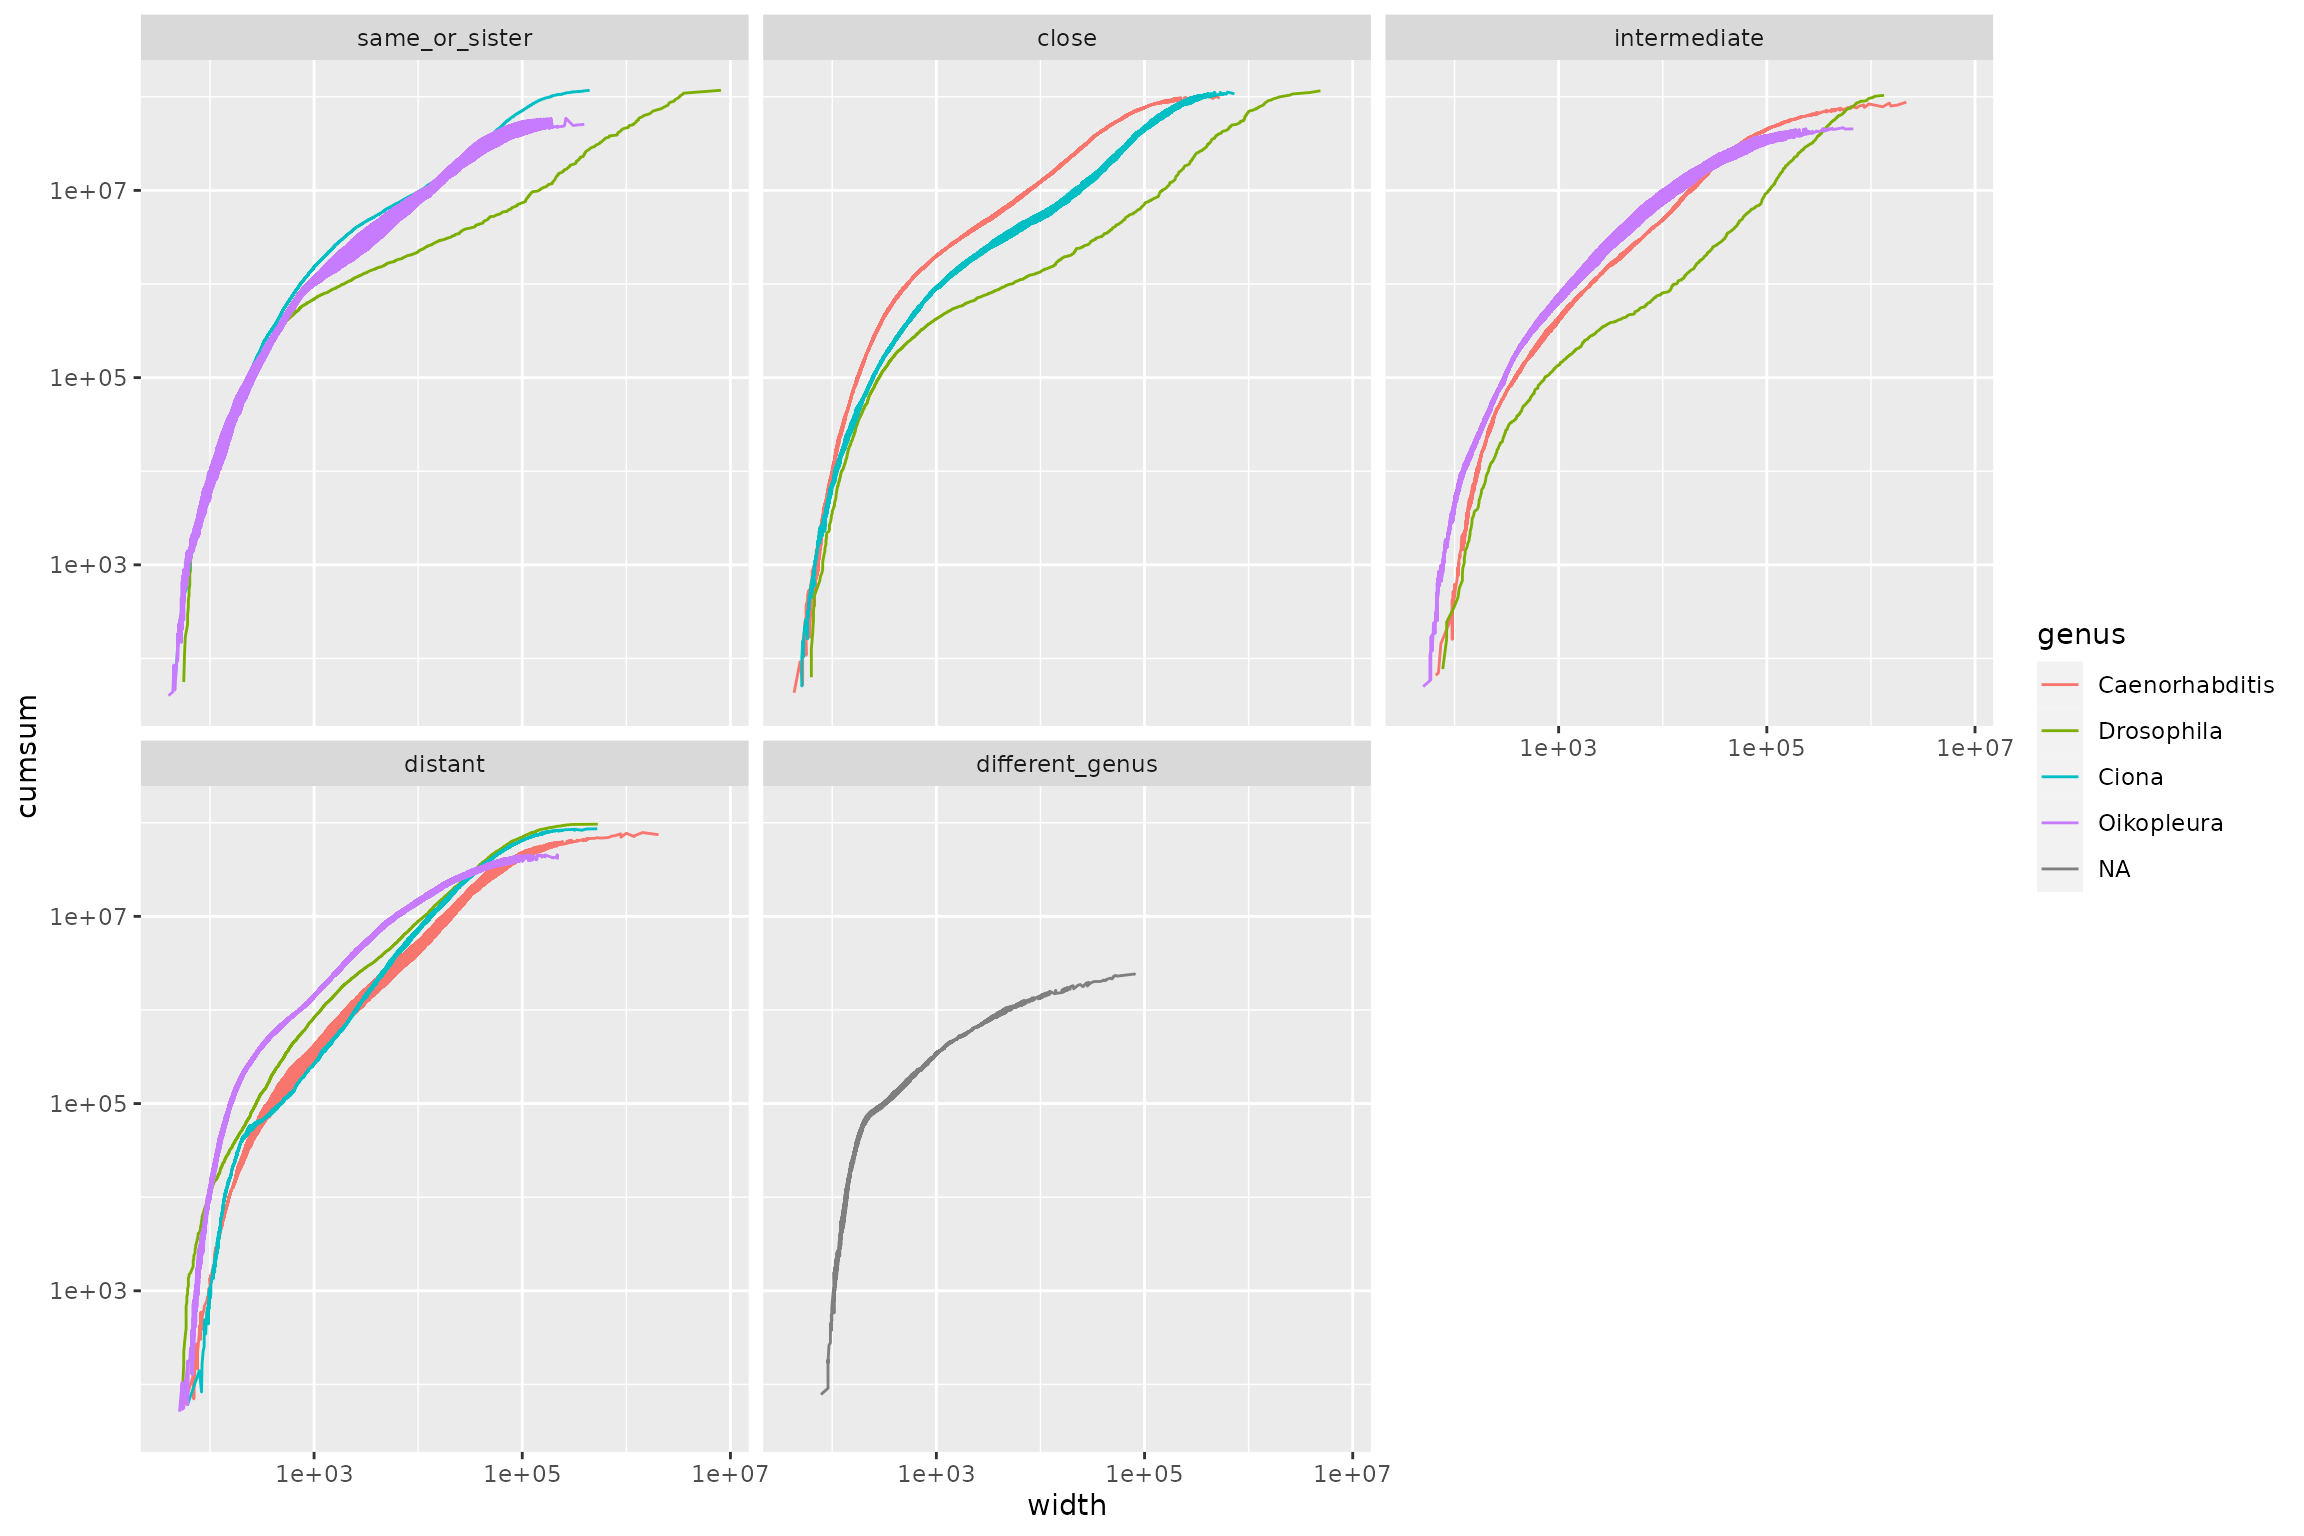 same_or_sister
close
intermediate
1e+07
1e+05
1e+03
1e+03
1e+05
1e+07
distant
different_genus
1e+07
1e+05
1e+03
1e+03
1e+05
1e+07
1e+03
1e+05
1e+07
width
cumsum
genus
Caenorhabditis
Drosophila
Ciona
Oikopleura
NA